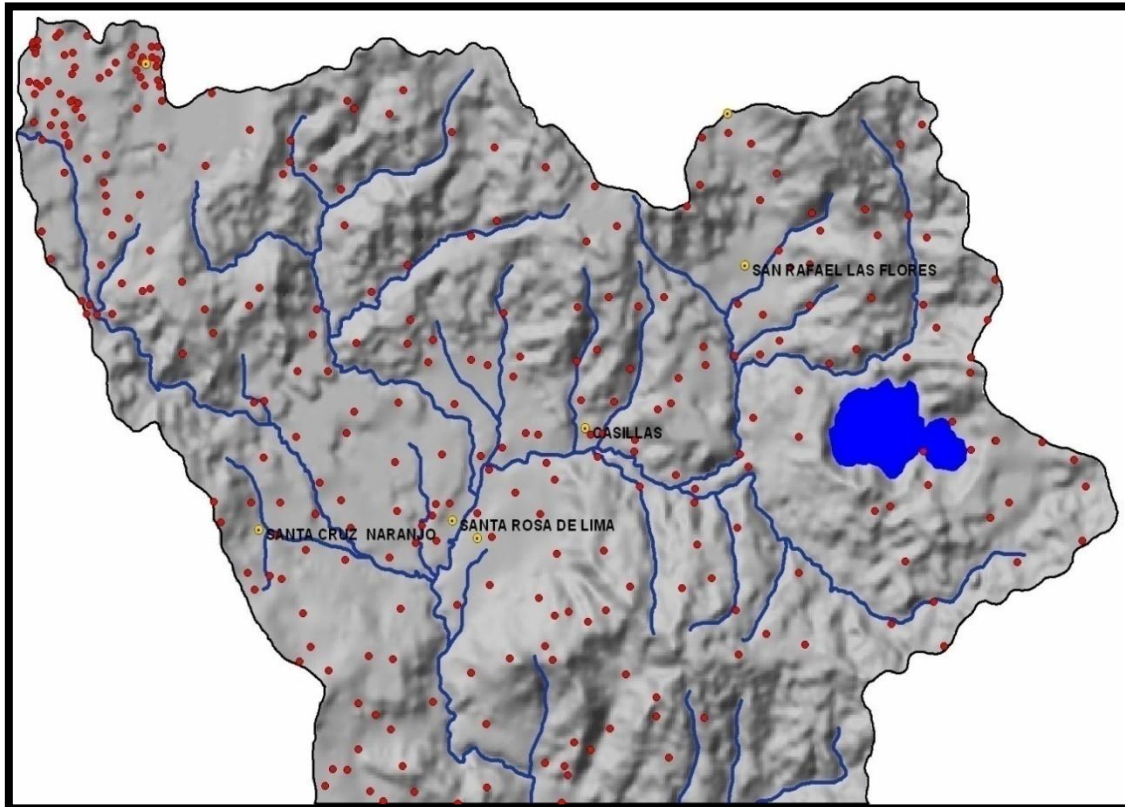 SAN RAFAEL LAS FLORES
CASILLAS
SANTA ROSA DE LIMA
SANTA CRUZ NARANJO